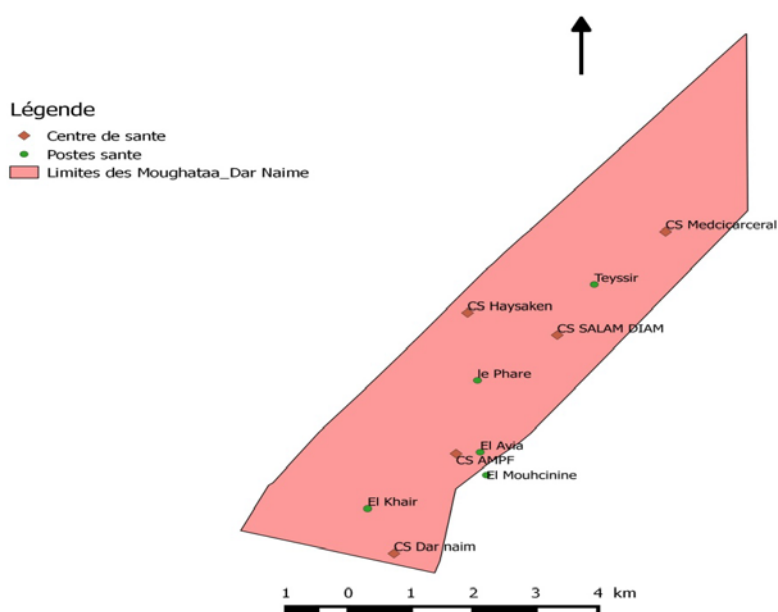 Légende
Centre de sante
Postes sante
Limites des Moughataa_Dar Naime
CS Medcicarceral
Teyssir
CS Haysaken
CS SALAM DIAM
le Phare
El Avia
CS AMPF
El Mouhcinine
El Khair
CS Dar naim
1 0 1 2 3 4 km